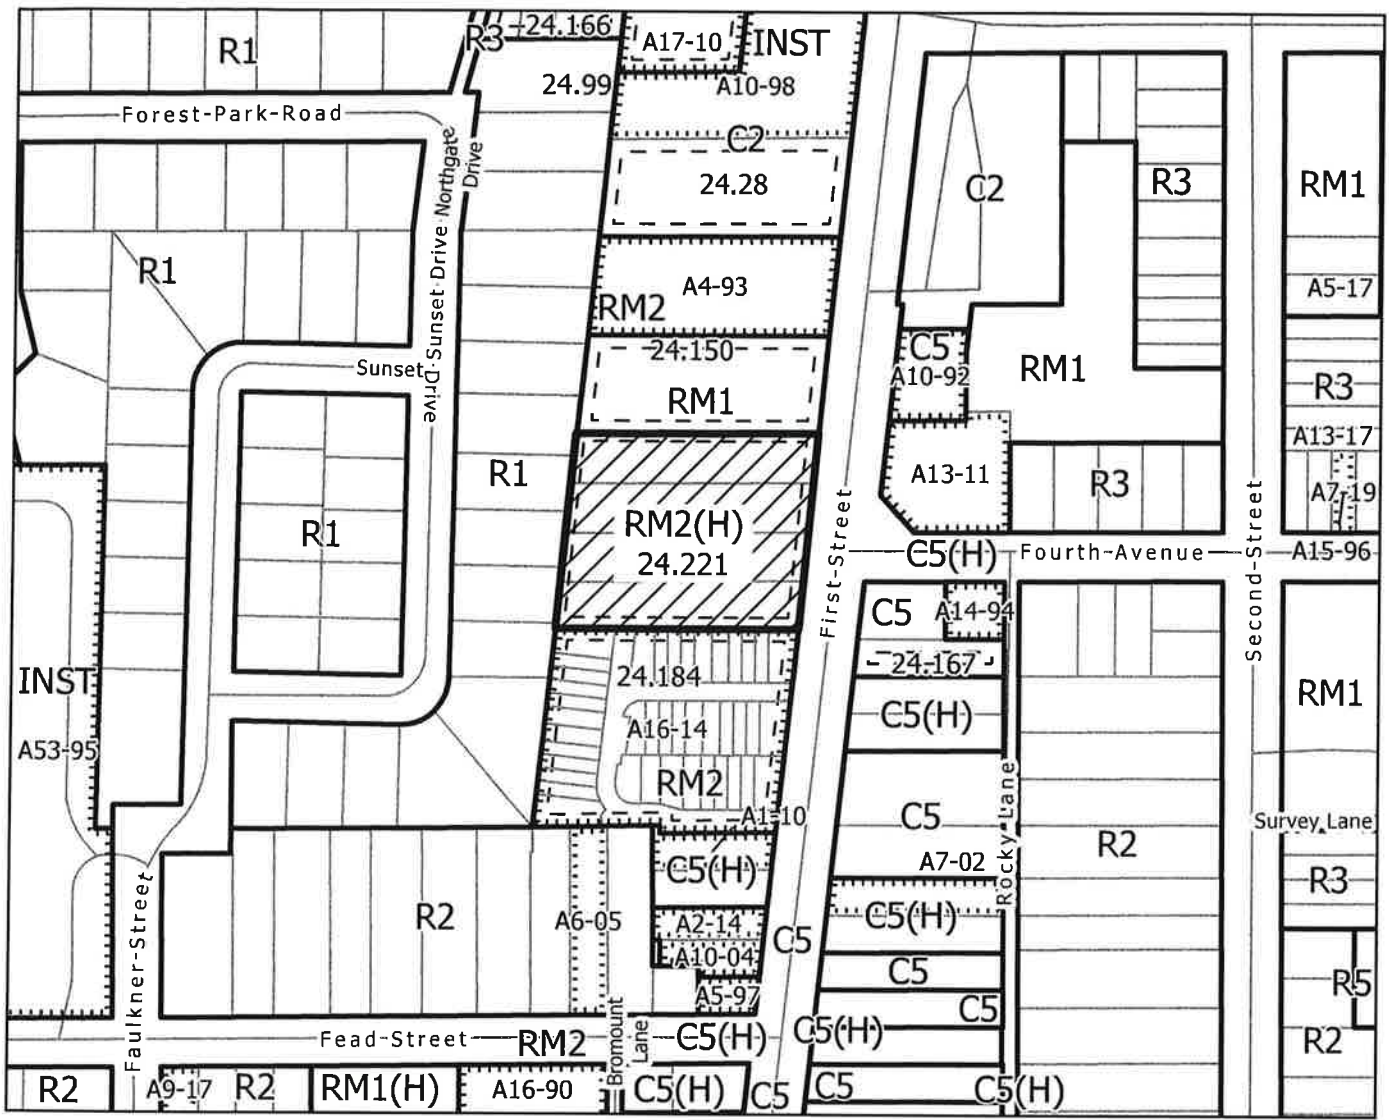 R1
R3
24.166
A17-10
INST
24.99
A10-98
Forest-Park-Road
C2
Northgate
Drive
24.28
C2
R3
RM1
R1
Sunset-Drive
A4-93
A5-17
RM2
24.150
C5
Sunset-Drive
A10-92
RM1
R3
RM1
A13-17
R1
A13-11
R3
A7-19
R1
RM2(H)
24.221
First-Street
C5(H)
Fourth-Avenue
Second-Street
A15-96
C5
A14-94
24.167
INST
24.184
RM1
C5(H)
A16-14
A53-95
RM2
Rocky Lane
A1-10
C5
Survey Lane
R2
A7-02
C5(H)
R3
R2
A6-05
C5(H)
A2-14
C5
A10-04
C5
R5
Faulkner-Street
A5-97
C5
Fead-Street
RM2
Bromount
Lane
C5(H)
C5(H)
R2
R2
A9-17
R2
RM1(H)
A16-90
C5(H)
C5
C5
C5(H)